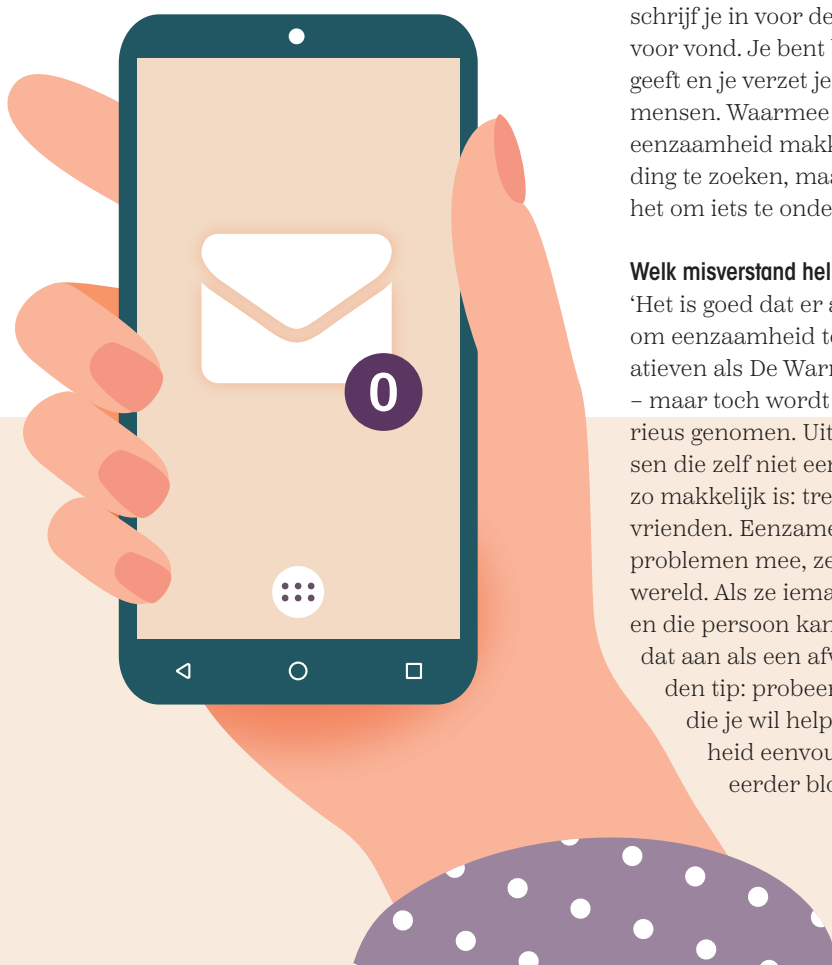 0
schrijf je in voor de
voor vond. Je bent
geeft en je verzet je
mensen. Waarmee
eenzaamheid makk
ding te zoeken, maa
het om iets te onde
Welk misverstand hel
‘Het is goed dat er a
om eenzaamheid te
atieven als De Warm
– maar toch wordt
rieus genomen. Uit
sen die zelf niet een
zo makkelijk is: tre
vrienden. Eenzame
problemen mee, ze
wereld. Als ze iema
en die persoon kan
dat aan als een afw
den tip: probeer
die je wil help
heid eenvou
eerder blo